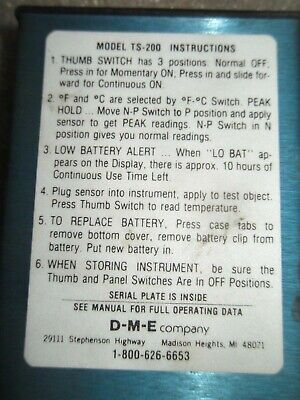 MODEL TS-200 INSTRUCTIONS
1. THUMB SWITCH has 3 positions. Normal OFF.
Press in for Momentary ON. Press in and slide for-
ward for Continuous ON.
2. °F and °C are selected by °F-°C Switch. PEAK
HOLD ... Move N-P Switch to P position and apply
sensor to get PEAK readings. N-P Switch in N
position gives you normal readings.
3. LOW BATTERY ALERT ... When "LO BAT" ap-
pears on the Display, there is approx. 10 hours of
Continuous Use Time Left.
4. Plug sensor into instrument, apply to test object.
Press Thumb Switch to read temperature.
5. TO REPLACE BATTERY, Press case tabs to
remove bottom cover, remove battery clip from
battery. Put new battery in.
6. WHEN STORING INSTRUMENT, be sure the
Thumb and Panel Switches Are In OFF Positions.
SERIAL PLATE IS INSIDE
SEE MANUAL FOR FULL OPERATING DATA
D-M-E company
29111 Stephenson Highway Madison Heights, MI 48071
1-800-626-6653